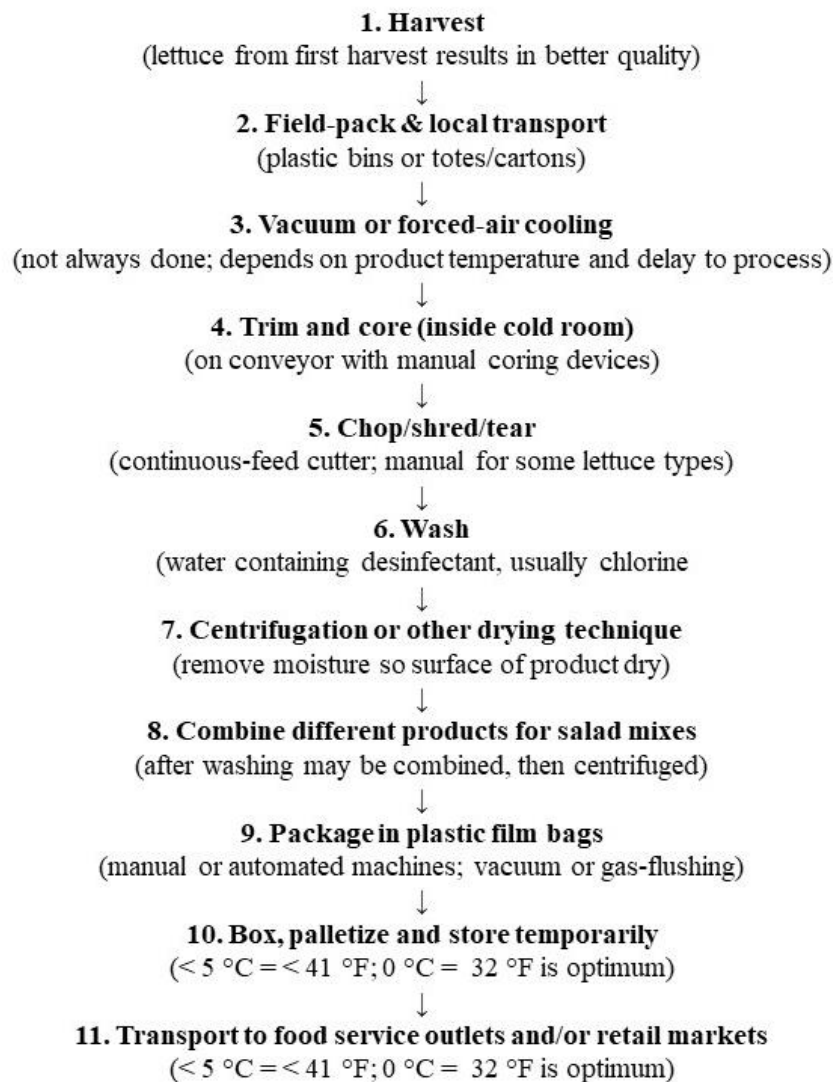 1. Harvest
(lettuce from first harvest results in better quality)
↓
2. Field-pack & local transport
(plastic bins or totes/cartons)
↓
3. Vacuum or forced-air cooling
(not always done; depends on product temperature and delay to process)
↓
4. Trim and core (inside cold room)
(on conveyor with manual coring devices)
↓
5. Chop/shred/tear
(continuous-feed cutter; manual for some lettuce types)
↓
6. Wash
(water containing desinfectant, usually chlorine
↓
7. Centrifugation or other drying technique
(remove moisture so surface of product dry)
↓
8. Combine different products for salad mixes
(after washing may be combined, then centrifuged)
↓
9. Package in plastic film bags
(manual or automated machines; vacuum or gas-flushing)
↓
10. Box, palletize and store temporarily
(< 5 °C = < 41 °F; 0 °C = 32 °F is optimum)
↓
11. Transport to food service outlets and/or retail markets
(< 5 °C = < 41 °F; 0 °C = 32 °F is optimum)